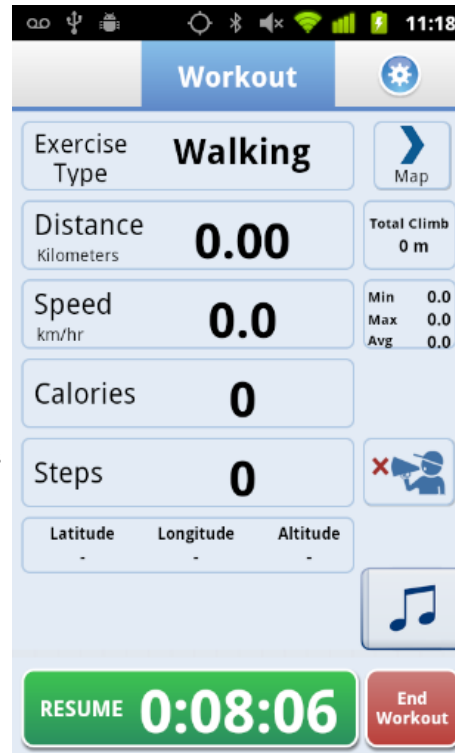 11:18
Workout
Exercise Type
Walking
Map
Distance
Kilometers
0.00
Total Climb
0 m
Speed
km/hr
0.0
Min 0.0
Max 0.0
Avg 0.0
Calories
0
Steps
0
Latitude Longitude Altitude
- - -
RESUME 0:08:06
End
Workout